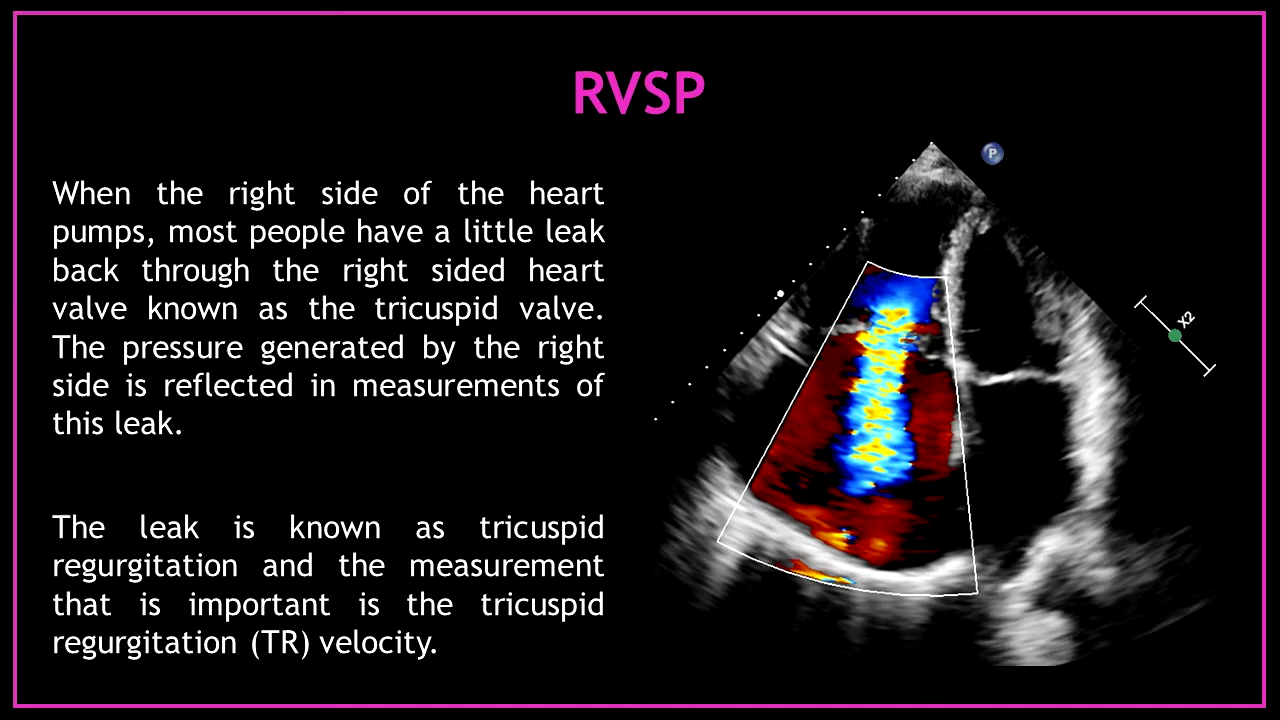 RVSP
When the right side of the heart
pumps, most people have a little leak
back through the right sided heart
valve known as the tricuspid valve.
The pressure generated by the right
side is reflected in measurements of
this leak.
The leak is known as tricuspid
regurgitation and the measurement
that is important is the tricuspid
regurgitation (TR) velocity.
P
X2